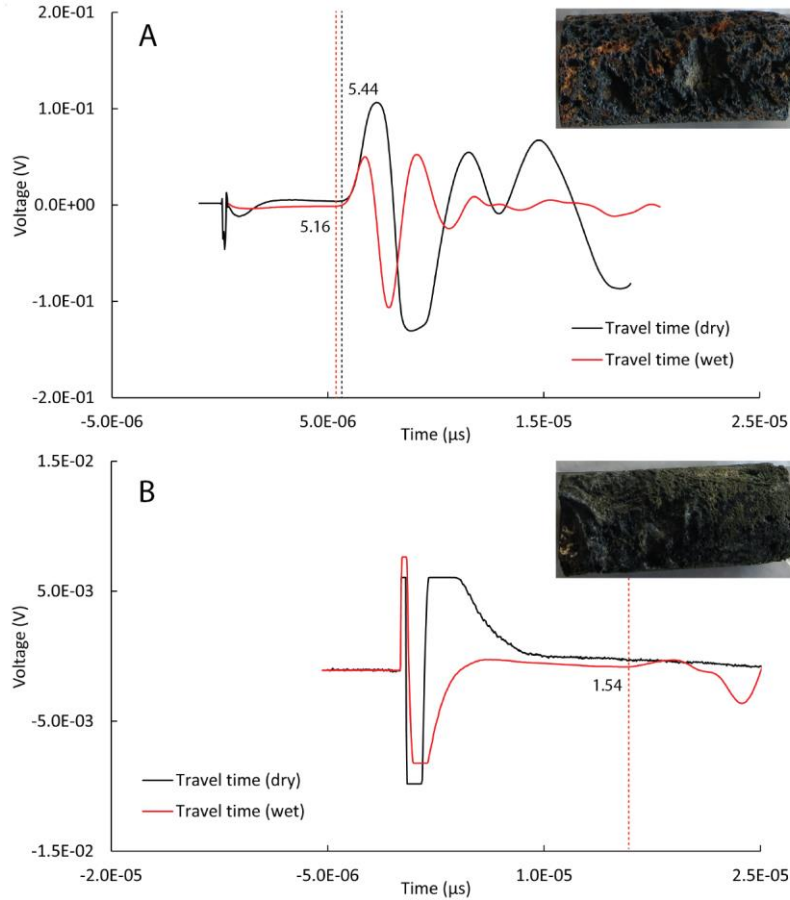 2.0E-01
A
5.44
1.0E-01
Voltage (V)
0.0E+00
5.16
-1.0E-01
Travel time (dry)
Travel time (wet)
-2.0E-01
-5.0E-06
5.0E-06
1.5E-05
2.5E-05
Time (µs)
1.5E-02
B
5.0E-03
Voltage (V)
1.54
-5.0E-03
Travel time (dry)
Travel time (wet)
-1.5E-02
-2.0E-05
-5.0E-06
1.0E-05
2.5E-05
Time (µs)